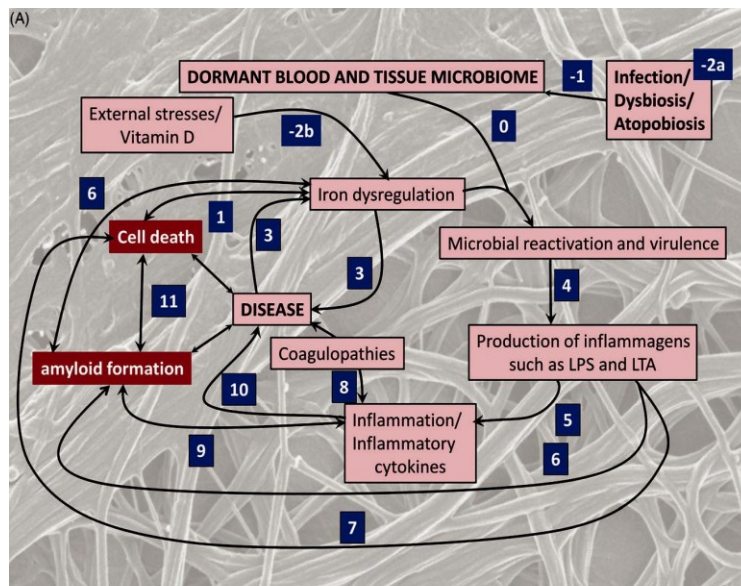 (A)
DORMANT BLOOD AND TISSUE MICROBIOME
-1
Infection/
Dysbiosis/
Atopobiosis
-2a
External stresses/
Vitamin D
-2b
0
6
Iron dysregulation
1
Cell death
3
3
Microbial reactivation and virulence
4
11
DISEASE
Coagulopathies
Production of inflammagens
such as LPS and LTA
amyloid formation
10
8
Inflammation/
Inflammatory
cytokines
5
9
6
7